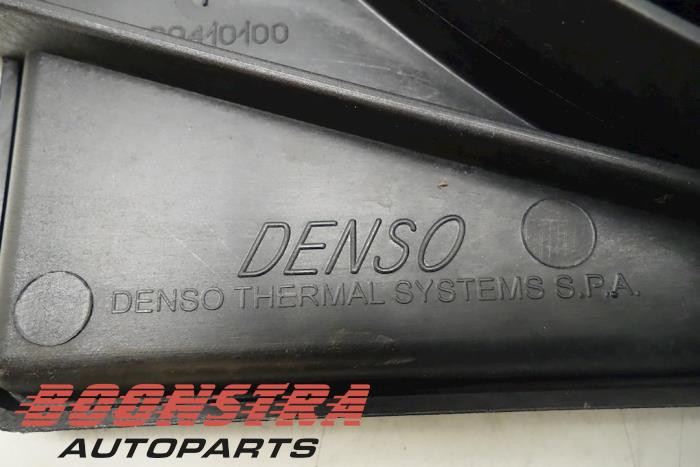 DENSO
DENSO THERMAL SYSTEMS S.P.A.
BOONSTRA
AUTOPARTS